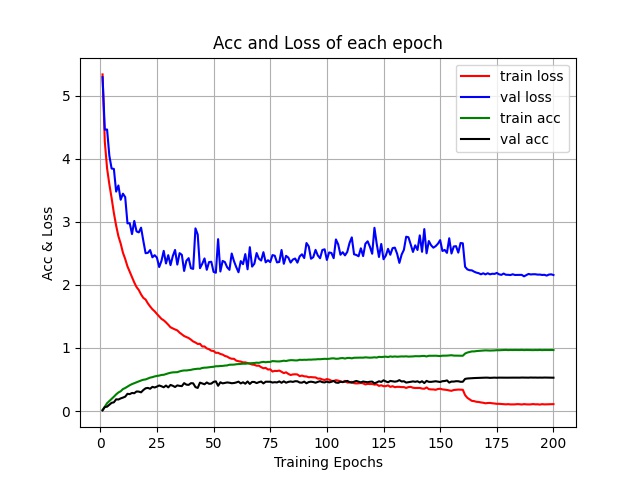 Acc and Loss of each epoch
train loss
val loss
train acc
val acc
5
4
3
2
1
0
Acc & Loss
0 25 50 75 100 125 150 175 200
Training Epochs